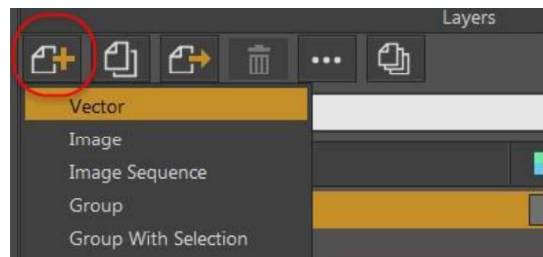 Layers
Vector
Image
Image Sequence
Group
Group With Selection